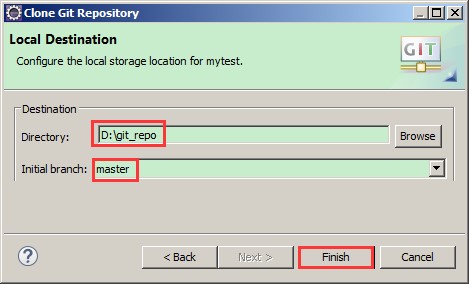 Clone Git Repository
Local Destination
Configure the local storage location for mytest.
GIT
Destination
Directory: D:\git_repo Browse
Initial branch: master
? < Back Next > Finish Cancel